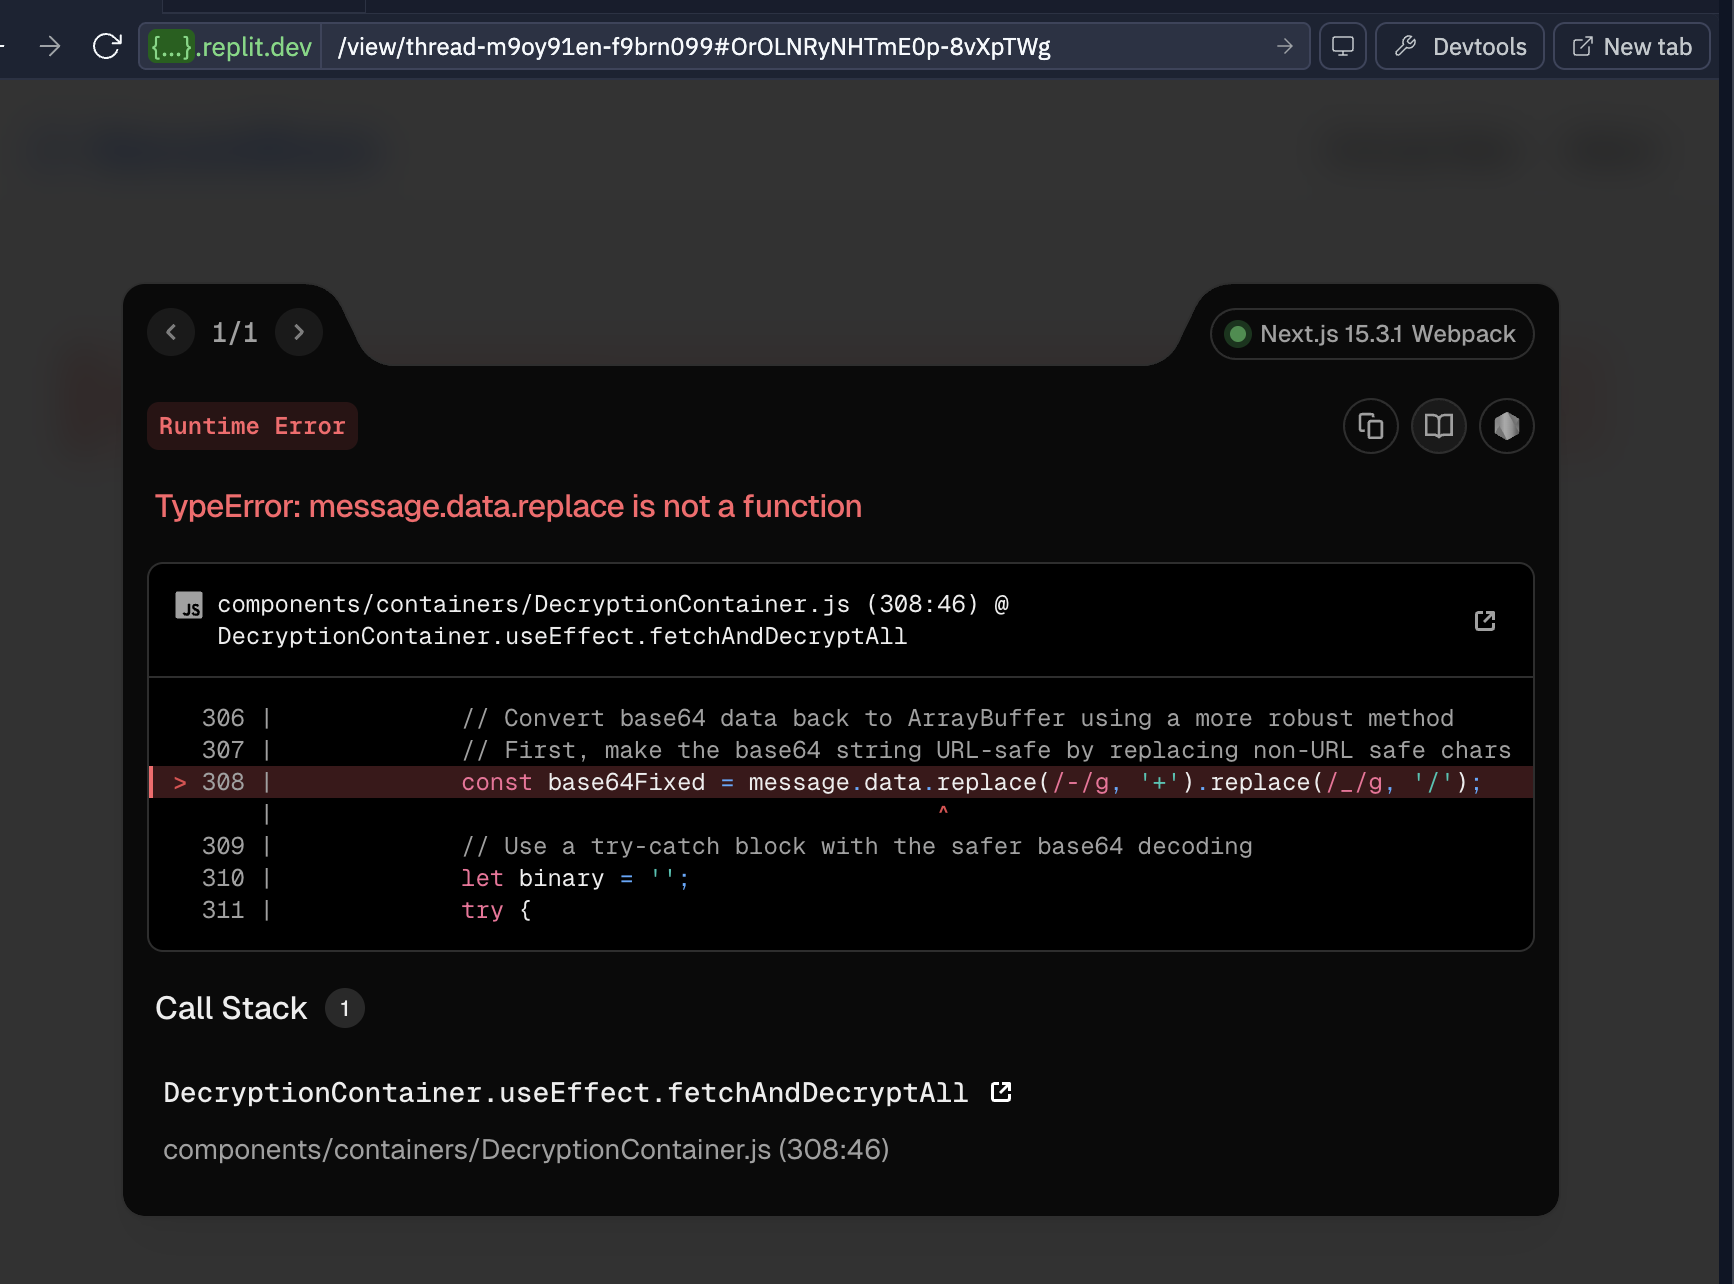 {...}.replit.dev /view/thread-m9oy91en-f9brn099#OrOLNRyNHTmE0p-8vXpTWg Devtools New tab
1/1 Next.js 15.3.1 Webpack
Runtime Error
TypeError: message.data.replace is not a function
JS components/containers/DecryptionContainer.js (308:46) @
DecryptionContainer.useEffect.fetchAndDecryptAll
306 | // Convert base64 data back to ArrayBuffer using a more robust method
307 | // First, make the base64 string URL-safe by replacing non-URL safe chars
> 308 | const base64Fixed = message.data.replace(/-/g, '+').replace(/_/g, '/');
| ^
309 | // Use a try-catch block with the safer base64 decoding
310 | let binary = '';
311 | try {
Call Stack 1
DecryptionContainer.useEffect.fetchAndDecryptAll
components/containers/DecryptionContainer.js (308:46)